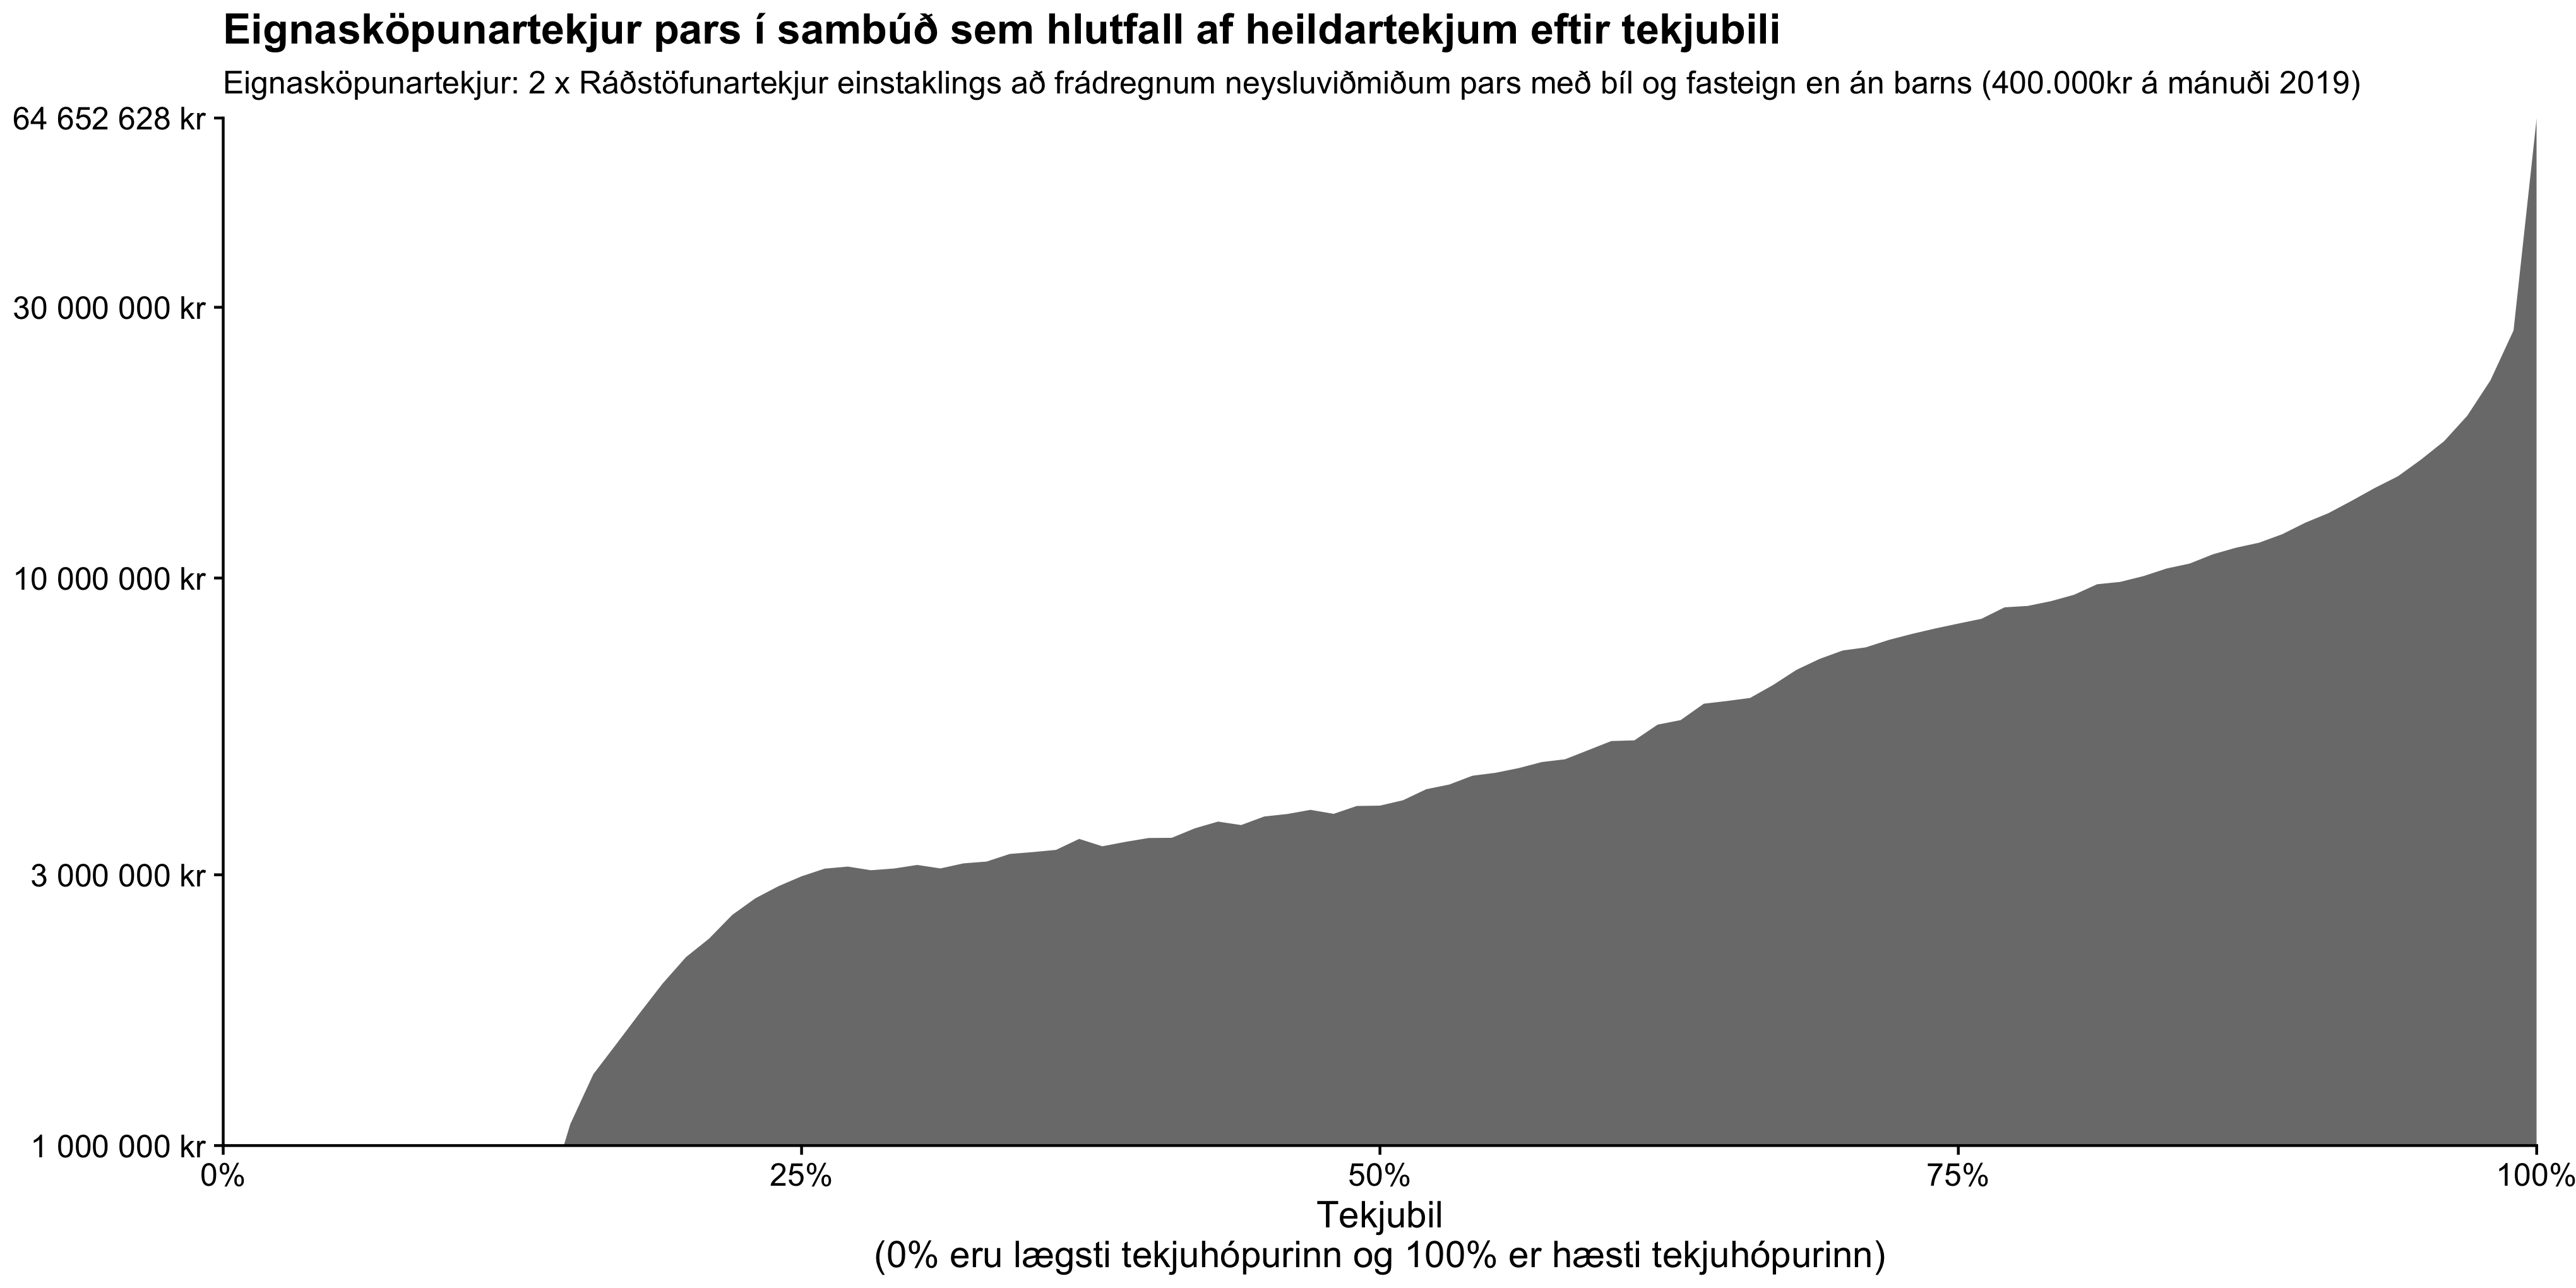 Eignasköpunartekjur pars í sambúð sem hlutfall af heildartekjum eftir tekjubili
Eignasköpunartekjur: 2 x Ráðstöfunartekjur einstaklings að frádregnum neysluviðmiðum pars með bíl og fasteign en án barns (400.000kr á mánuði 2019)
64 652 628 kr
30 000 000 kr
10 000 000 kr
3 000 000 kr
1 000 000 kr
0%
25%
50%
75%
100%
Tekjubil
(0% eru lægsti tekjuhópurinn og 100% er hæsti tekjuhópurinn)